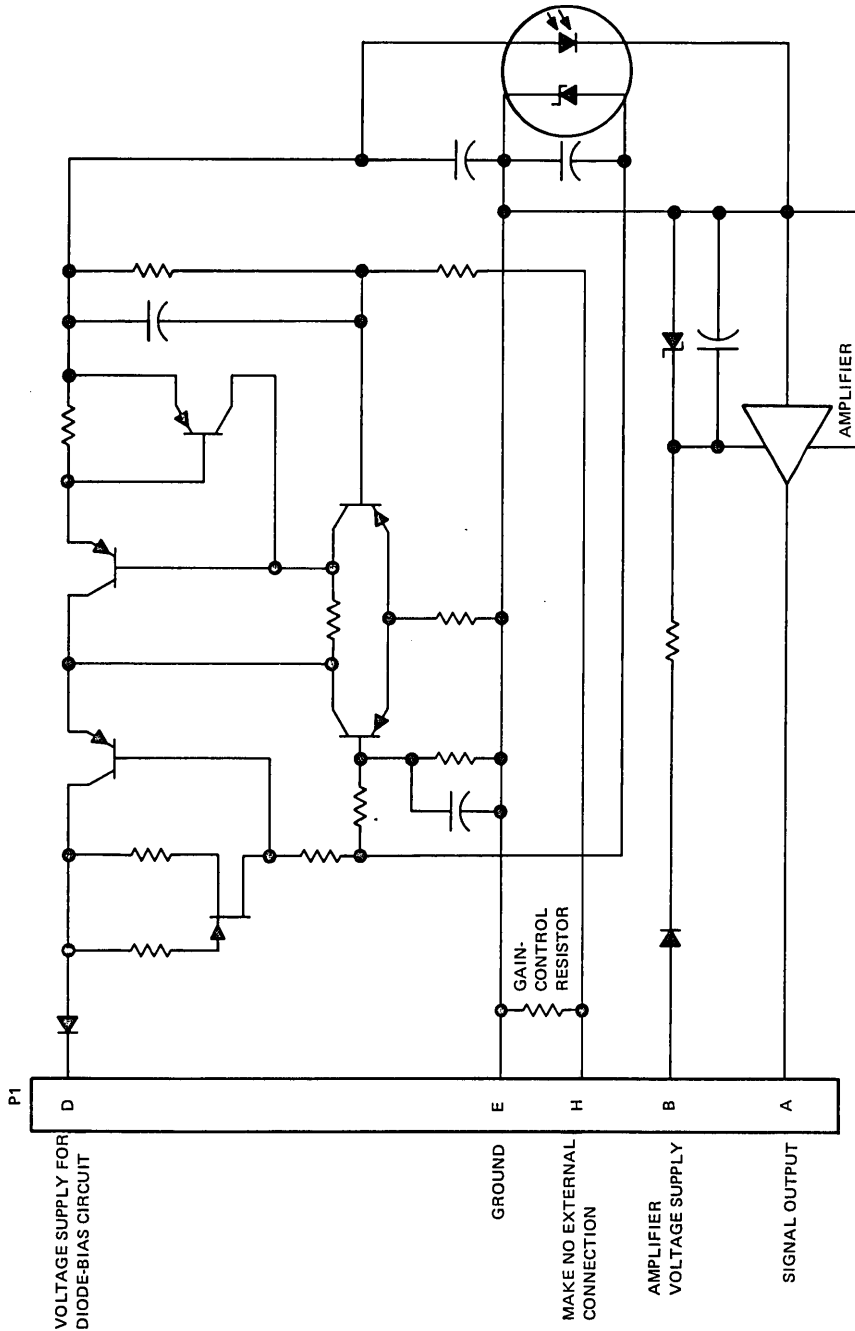 P1
VOLTAGE SUPPLY FOR
DIODE-BIAS CIRCUIT
D
GROUND
E
MAKE NO EXTERNAL
CONNECTION
H
AMPLIFIER
VOLTAGE SUPPLY
B
SIGNAL OUTPUT
A
GAIN-
CONTROL
RESISTOR
AMPLIFIER